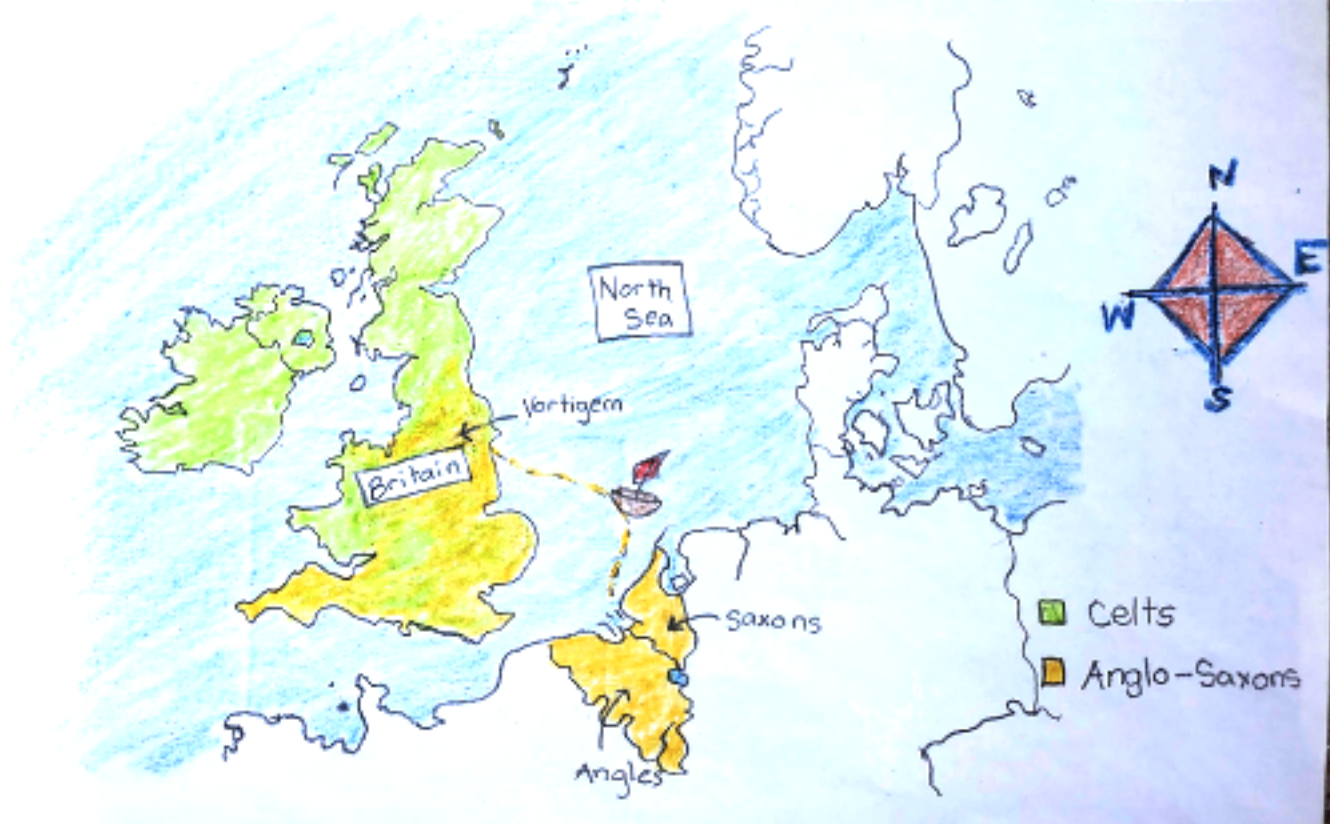 N
E
W
S
North
Sea
Vortigern
Britain
Saxons
Angles
Celts
Anglo-Saxons